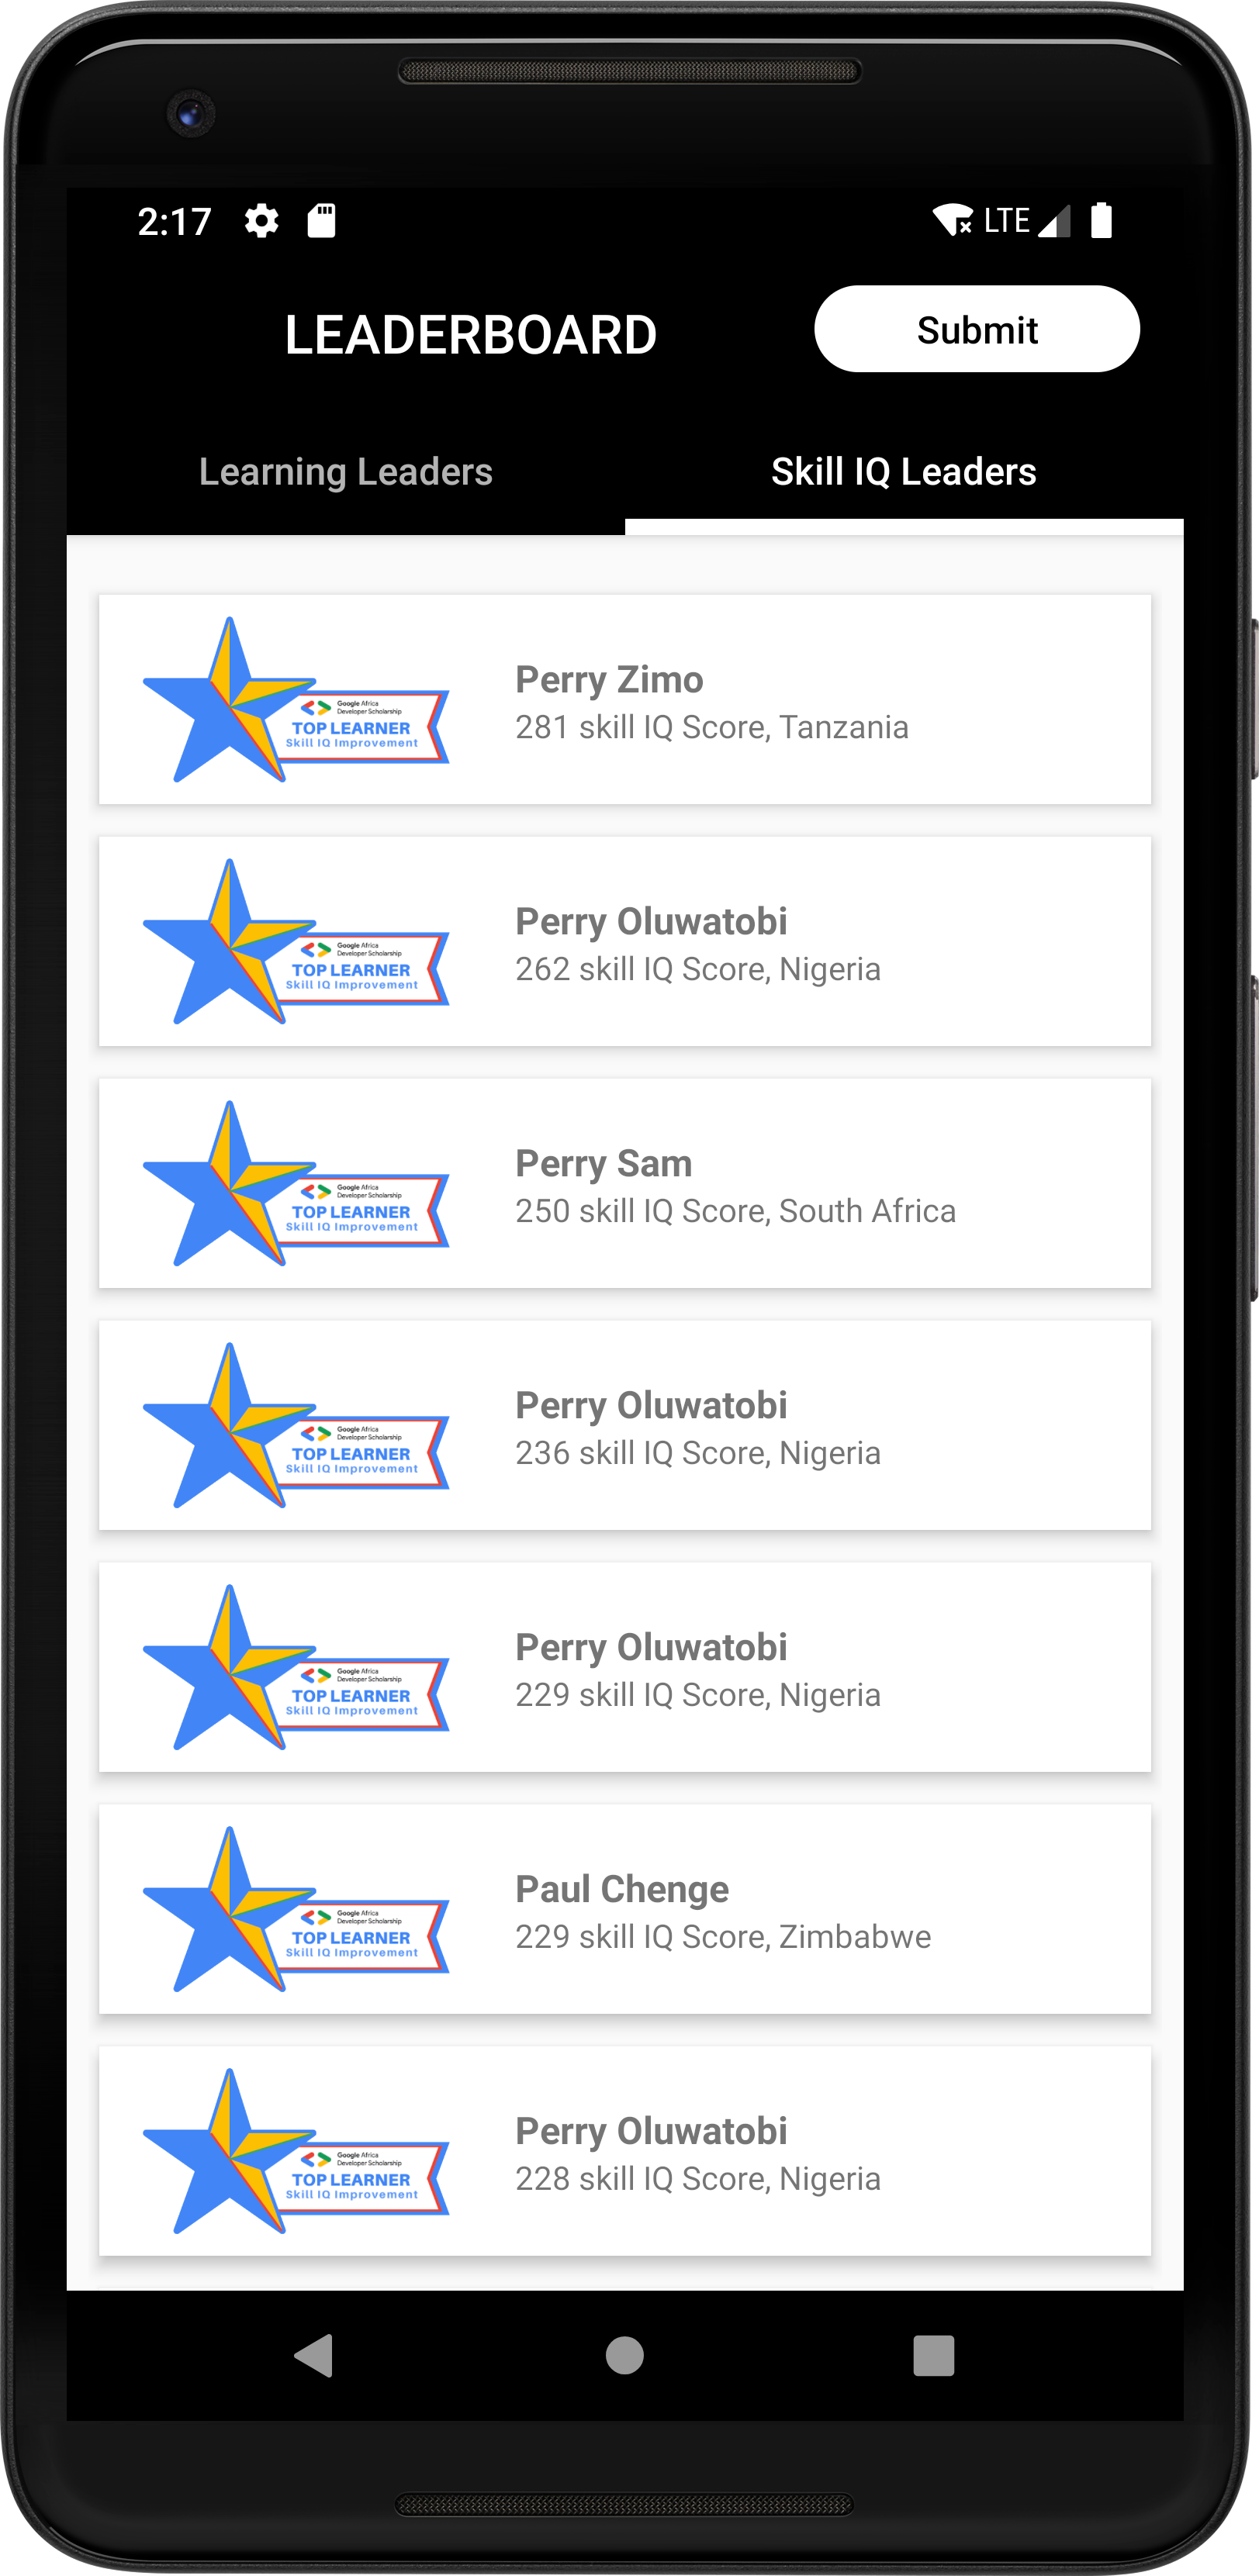 2:17 LTE
LEADERBOARD
Submit
Learning Leaders
Skill IQ Leaders
Google Africa
Developer Scholarship
TOP LEARNER
Skill IQ Improvement
Perry Zimo
281 skill IQ Score, Tanzania
Google Africa
Developer Scholarship
TOP LEARNER
Skill IQ Improvement
Perry Oluwatobi
262 skill IQ Score, Nigeria
Google Africa
Developer Scholarship
TOP LEARNER
Skill IQ Improvement
Perry Sam
250 skill IQ Score, South Africa
Google Africa
Developer Scholarship
TOP LEARNER
Skill IQ Improvement
Perry Oluwatobi
236 skill IQ Score, Nigeria
Google Africa
Developer Scholarship
TOP LEARNER
Skill IQ Improvement
Perry Oluwatobi
229 skill IQ Score, Nigeria
Google Africa
Developer Scholarship
TOP LEARNER
Skill IQ Improvement
Paul Chenge
229 skill IQ Score, Zimbabwe
Google Africa
Developer Scholarship
TOP LEARNER
Skill IQ Improvement
Perry Oluwatobi
228 skill IQ Score, Nigeria